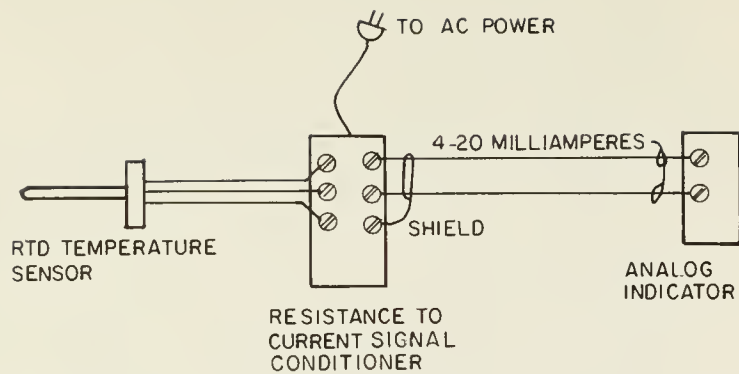 TO AC POWER
4-20 MILLIAMPERES
SHIELD
RTD TEMPERATURE
SENSOR
ANALOG
INDICATOR
RESISTANCE TO
CURRENT SIGNAL
CONDITIONER